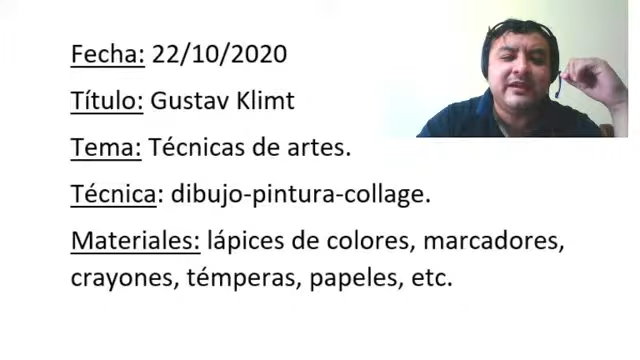 Fecha: 22/10/2020
Título: Gustav Klimt
Tema: Técnicas de artes.
Técnica: dibujo-pintura-collage.
Materiales: lápices de colores, marcadores,
crayones, témperas, papeles, etc.